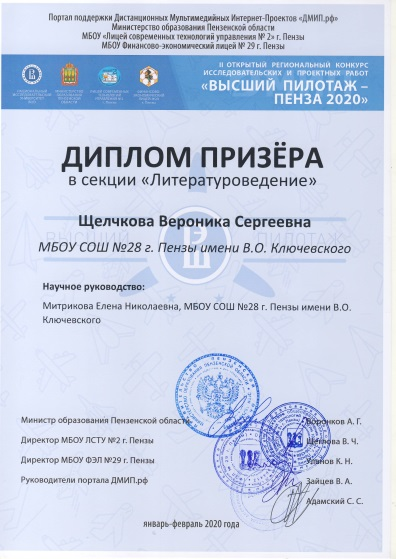 Портал поддержки Дистанционных Мультимедийных Интернет-Проектов «ДМИП.рф»
Министерство образования Пензенской области
МБОУ «Лицей современных технологий управления № 2» г. Пензы
МБОУ Финансово-экономический лицей № 29 г. Пензы
II ОТКРЫТЫЙ РЕГИОНАЛЬНЫЙ КОНКУРС
ИССЛЕДОВАТЕЛЬСКИХ И ПРОЕКТНЫХ РАБОТ
«ВЫСШИЙ ПИЛОТАЖ –
ПЕНЗА 2020»
ДИПЛОМ ПРИЗЁРА
в секции «Литературоведение»
Щелчкова Вероника Сергеевна
МБОУ СОШ №28 г. Пензы имени В.О. Ключевского
ВЫСШИЙ ПИЛОТАЖ
Научное руководство:
Митрикова Елена Николаевна, МБОУ СОШ №28 г. Пензы имени В.О.
Ключевского
Министр образования Пензенской области Воронков А. Г.
Директор МБОУ ЛСТУ №2 г. Пензы Щеглова В. Ч.
Директор МБОУ ФЭЛ №29 г. Пензы Уланов К. Н.
Руководители портала ДМИП.рф Зайцев В. А.
Адамский С. С.
январь-февраль 2020 года